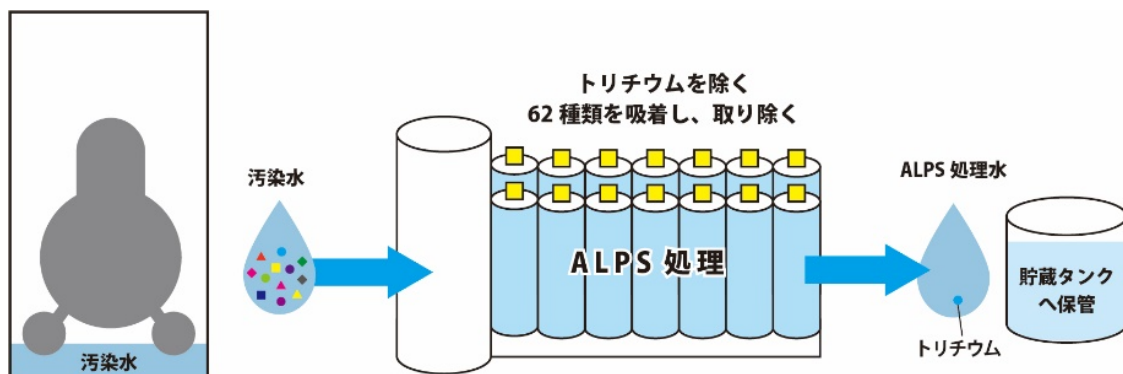 汚染水
汚染水
トリチウムを除く
62 種類を吸着し、取り除く
ALPS 処理
ALPS 処理水
トリチウム
貯蔵タンク
へ保管